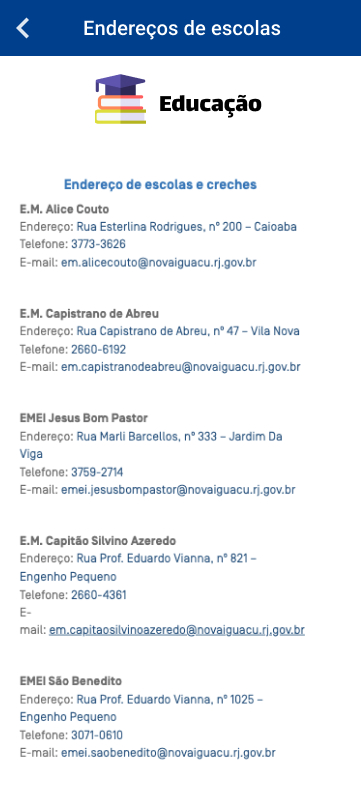 Endereços de escolas
Educação
Endereço de escolas e creches
E.M. Alice Couto
Endereço: Rua Esterlina Rodrigues, nº 200 – Caioaba
Telefone: 3773-3626
E-mail: em.alicecouto@novaiguacu.rj.gov.br
E.M. Capistrano de Abreu
Endereço: Rua Capistrano de Abreu, nº 47 – Vila Nova
Telefone: 2660-6192
E-mail: em.capistranodeabreu@novaiguacu.rj.gov.br
EMEI Jesus Bom Pastor
Endereço: Rua Marli Barcellos, nº 333 – Jardim Da
Viga
Telefone: 3759-2714
E-mail: emei.jesusbompastor@novaiguacu.rj.gov.br
E.M. Capitão Silvino Azeredo
Endereço: Rua Prof. Eduardo Vianna, nº 821 –
Engenho Pequeno
Telefone: 2660-4361
E-
mail: em.capitaosilvinoazeredo@novaiguacu.rj.gov.br
EMEI São Benedito
Endereço: Rua Prof. Eduardo Vianna, nº 1025 –
Engenho Pequeno
Telefone: 3071-0610
E-mail: emei.saobenedito@novaiguacu.rj.gov.br